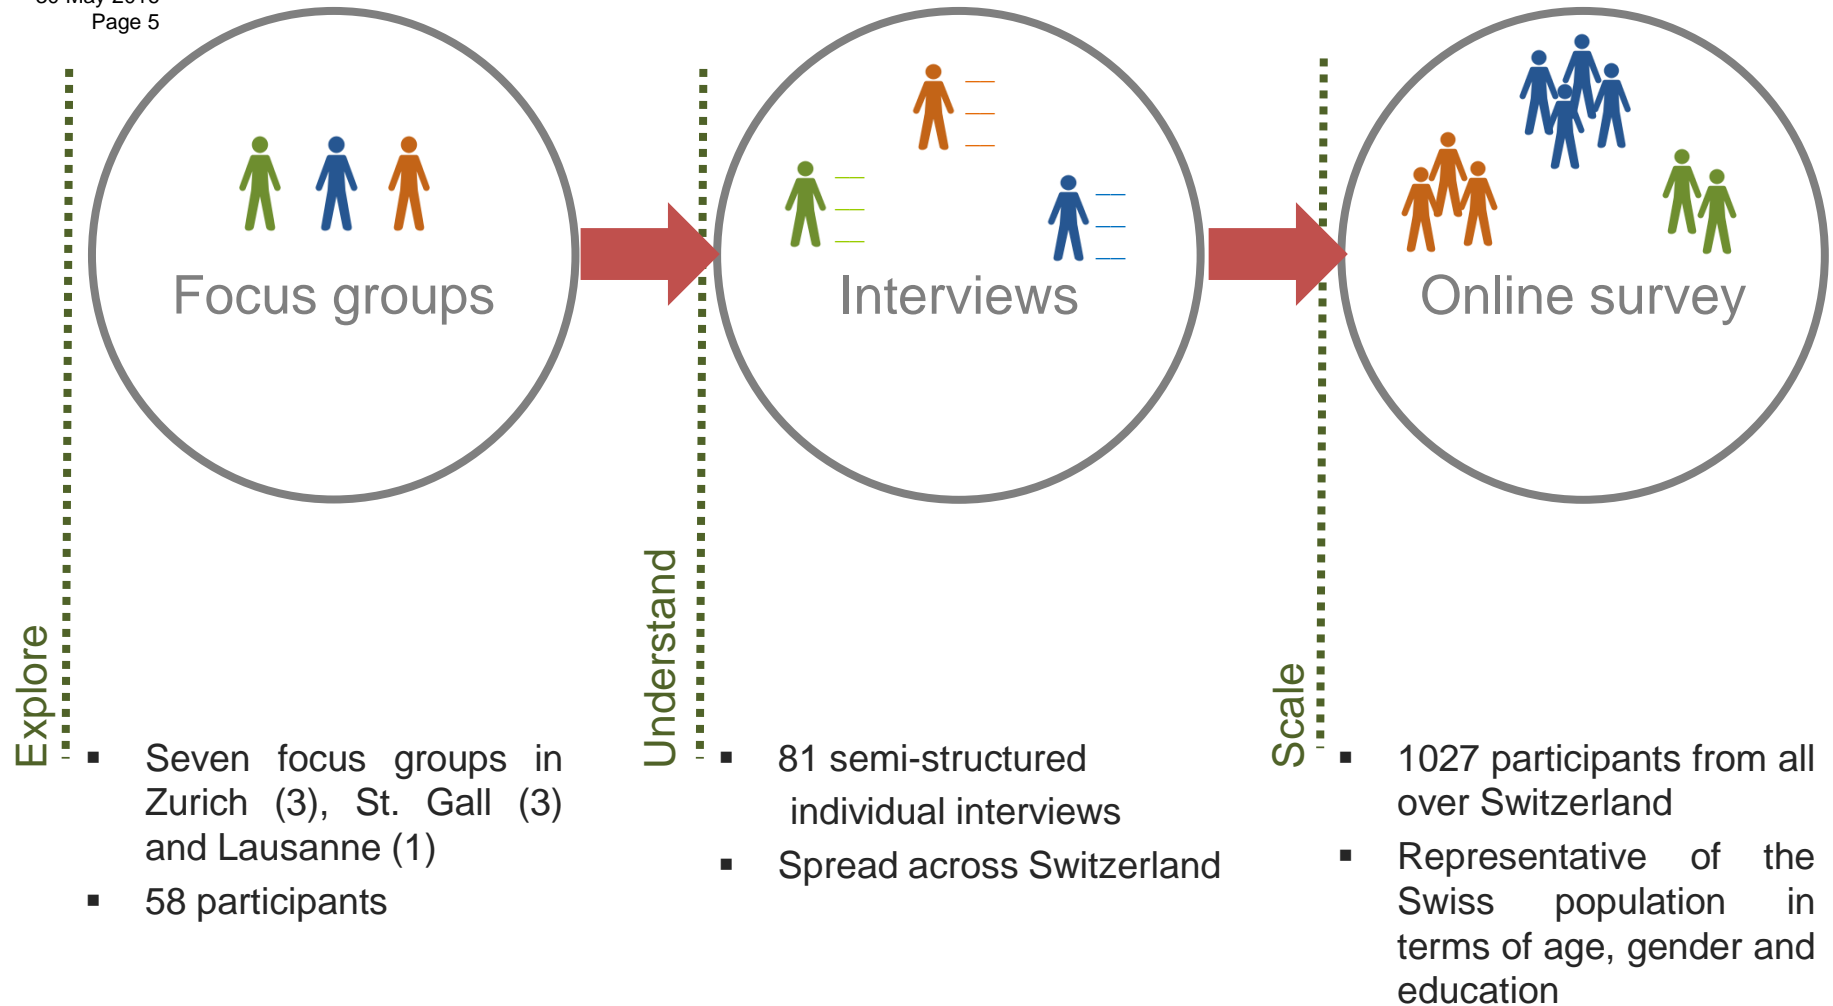 Page 5
Focus groups
Interviews
Online survey
Explore
▪ Seven focus groups in
Zurich (3), St. Gall (3)
and Lausanne (1)
▪ 58 participants
Understand
▪ 81 semi-structured
individual interviews
▪ Spread across Switzerland
Scale
▪ 1027 participants from all
over Switzerland
▪ Representative of the
Swiss population in
terms of age, gender and
education